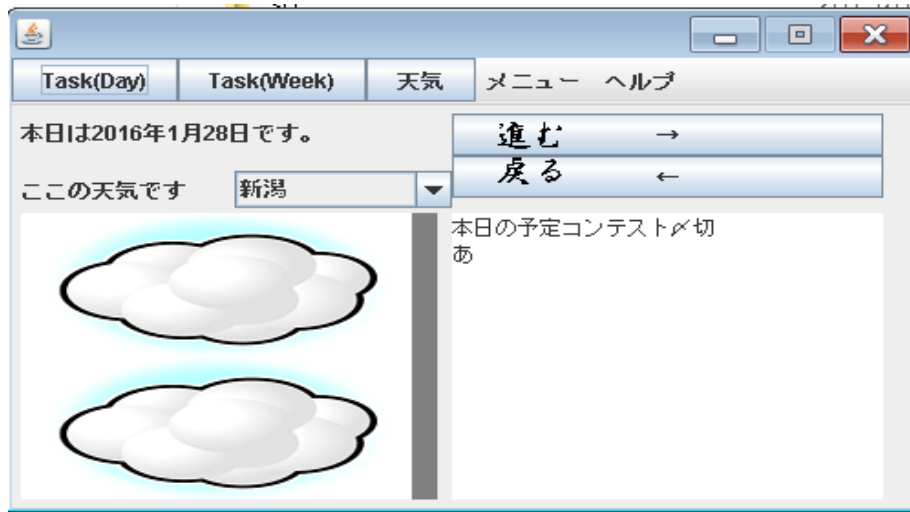 Task(Day) Task(Week) 天気 メニュー ヘルプ
本日は2016年1月28日です。
進む →
戻る ←
ここの天気です 新潟
本日の予定コンテスト〆切
あ